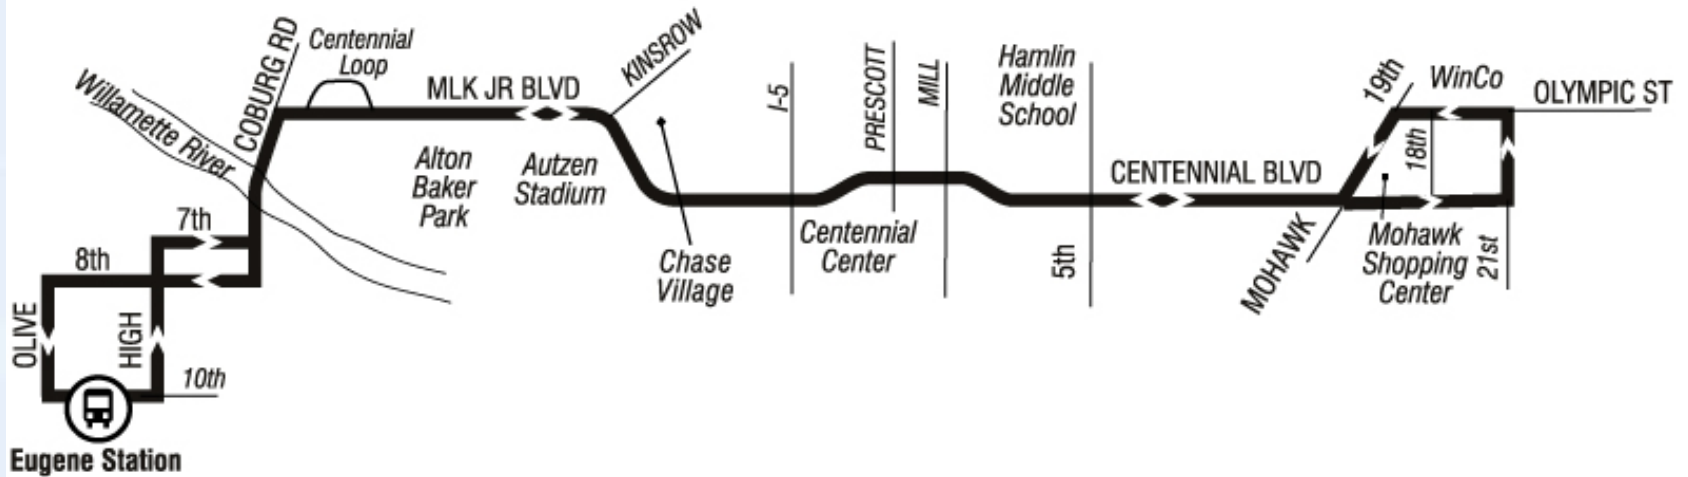 Willamette River
COBURG RD
Centennial
Loop
MLK JR BLVD
KINSROW
Alton
Baker
Park
Autzen
Stadium
Chase
Village
I-5
PRESCOTT
MILL
Centennial
Center
Hamlin
Middle
School
5th
CENTENNIAL BLVD
MOHAWK
19th
WinCo
OLYMPIC ST
18th
Mohawk
Shopping
Center
21st
7th
8th
OLIVE
HIGH
10th
Eugene Station